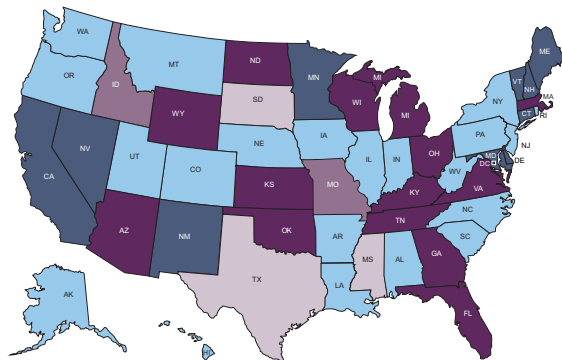 WA
ME
MT
ND
VT
MN
OR
NH
ID
MI
WI
NY
MA
SD
MI
CT
RI
WY
PA
IA
NJ
NE
NV
OH
MD
DE
IL
IN
UT
DC
CO
WV
CA
VA
KS
MO
KY
NC
TN
OK
AZ
NM
AR
SC
GA
MS
AL
TX
LA
AK
FL
HI